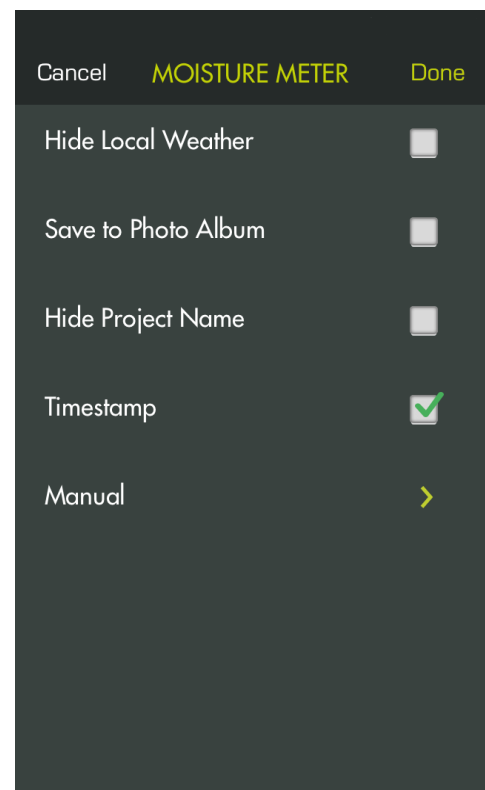 Cancel MOISTURE METER Done
Hide Local Weather
Save to Photo Album
Hide Project Name
Timestamp
Manual